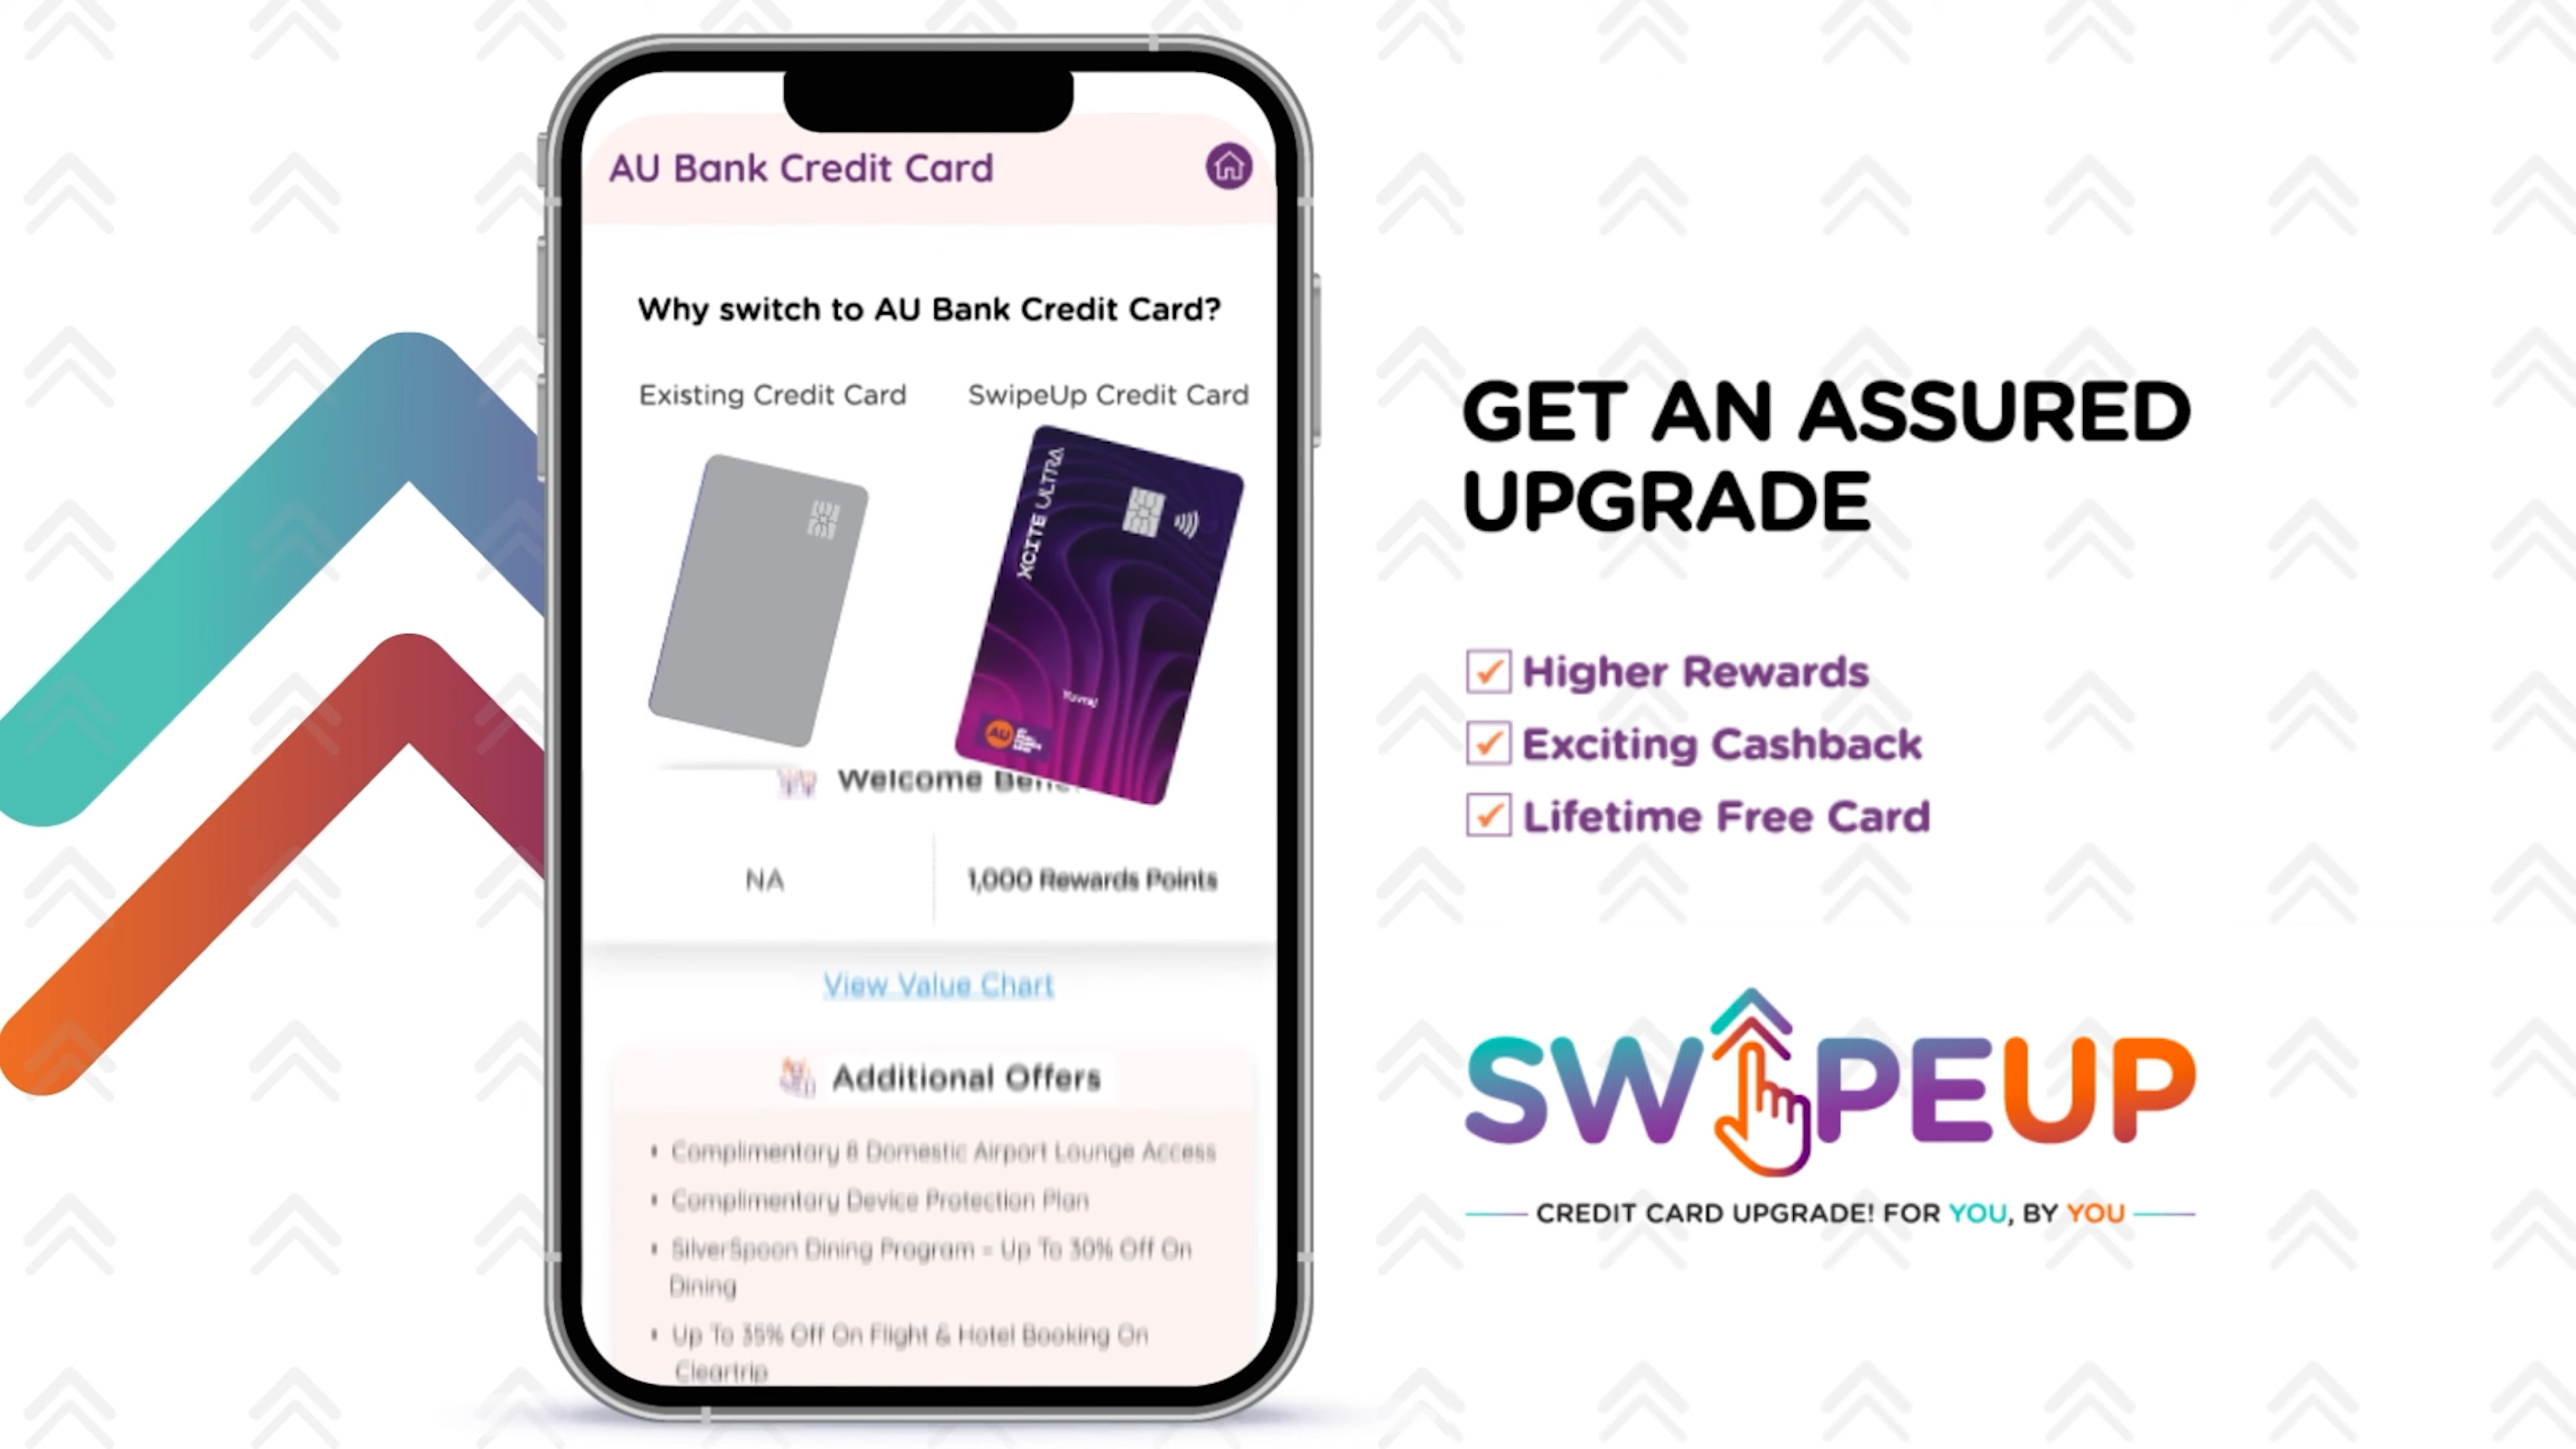 AU Bank Credit Card
Why switch to AU Bank Credit Card?
Existing Credit Card
SwipeUp Credit Card
XCITE ULTRA
Yuvraj
AU
Welcome
NA
1,000 Rewards Points
View Value Chart
Additional Offers
Complimentary 8 Domestic Airport Lounge Access
Complimentary Device Protection Plan
SilverSpoon Dining Program - Up To 30% Off On
Dining
Up To 35% Off On Flight & Hotel Booking On
Cleartrip
GET AN ASSURED
UPGRADE
Higher Rewards
Exciting Cashback
Lifetime Free Card
SWIPEUP
CREDIT CARD UPGRADE! FOR YOU, BY YOU